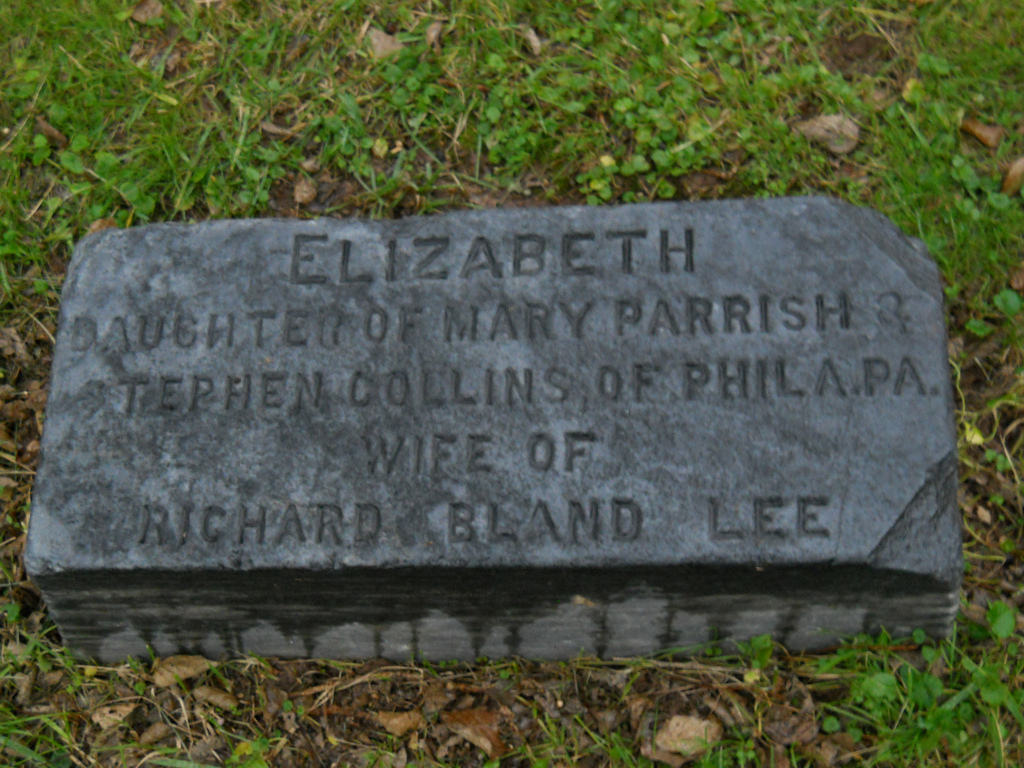 ELIZABETH
DAUGHTER OF MARY PARRISH &
STEPHEN COLLINS, OF PHILA. PA.
WIFE OF
RICHARD BLAND LEE